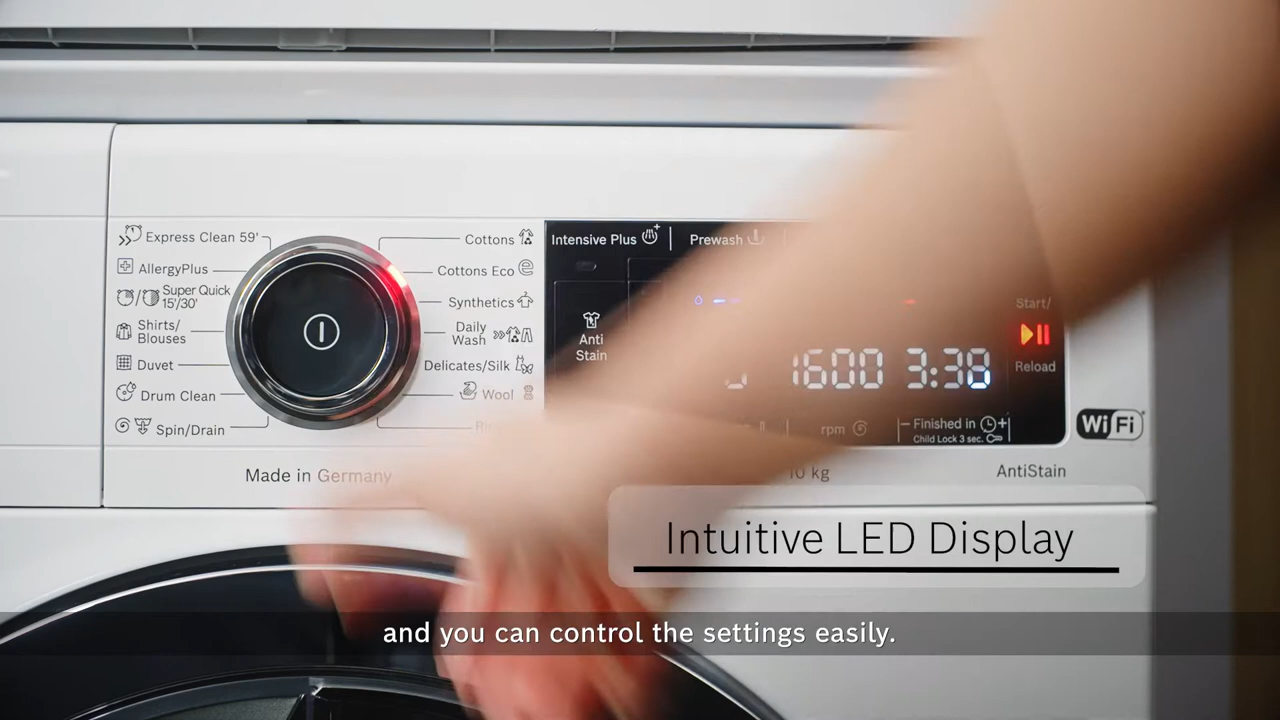 Express Clean 59'
AllergyPlus
Super Quick
15'/30'
Shirts/
Blouses
Duvet
Drum Clean
Spin/Drain
Cottons
Cottons Eco
Synthetics
Daily
Wash
Delicates/Silk
Wool
Made in Germany
Intensive Plus
Prewash
Anti
Stain
1600 3:38
Start/
Reload
rpm
Finished in
Child Lock 3 sec.
WiFi
10 kg
AntiStain
Intuitive LED Display
and you can control the settings easily.